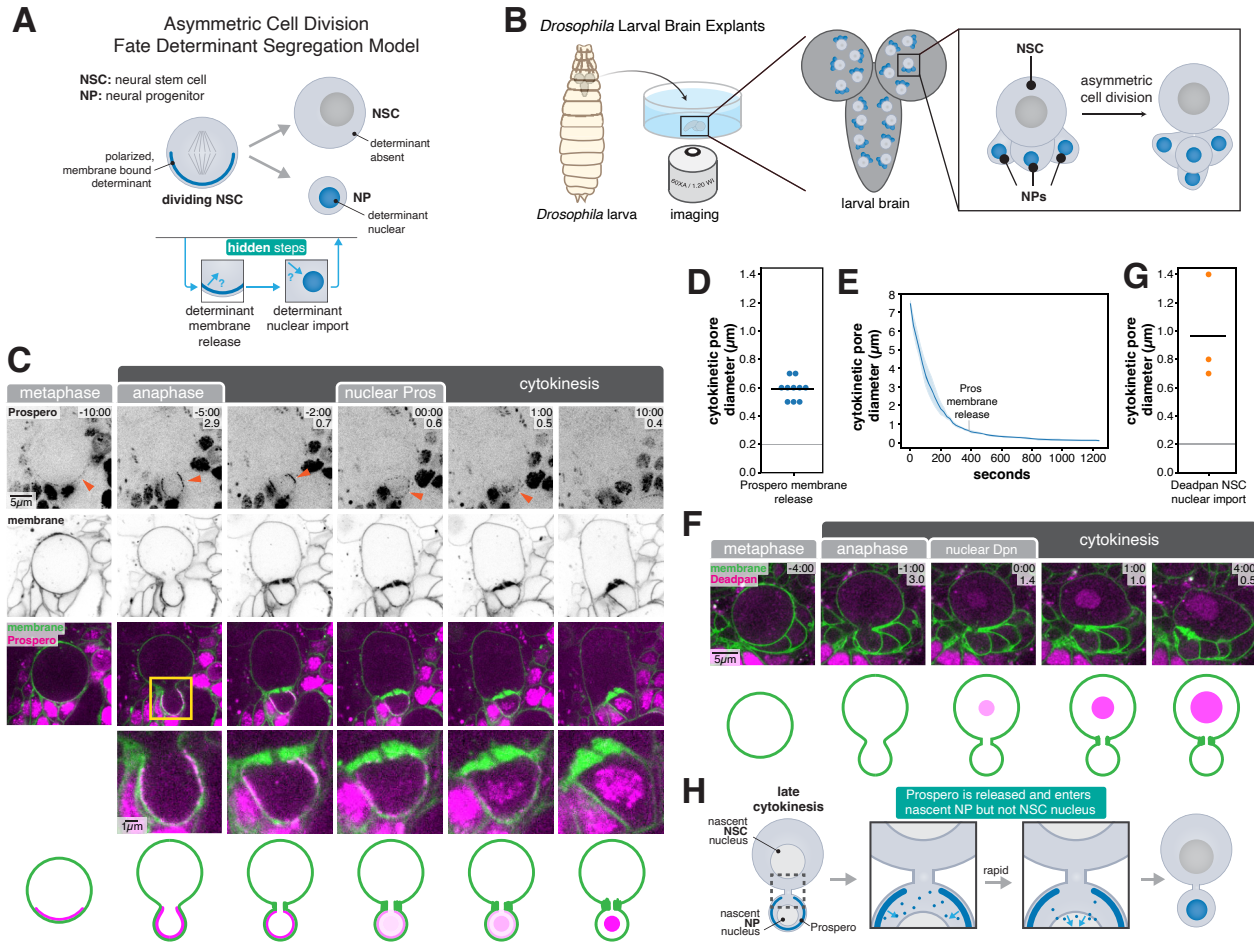 A
Asymmetric Cell Division
Fate Determinant Segregation Model
NSC: neural stem cell
NP: neural progenitor
NSC
determinant
absent
polarized,
membrane bound
determinant
dividing NSC
NP
determinant
nuclear
hidden steps
?
?
determinant
membrane
release
determinant
nuclear import
B
Drosophila Larval Brain Explants
Drosophila larva
60XA / 1.20 WI
imaging
larval brain
NSC
asymmetric
cell division
NPs
C
metaphase
anaphase
nuclear Pros
cytokinesis
Prospero
-10:00
5µm
-5:00
2.9
-2:00
0.7
00:00
0.6
1:00
0.5
10:00
0.4
membrane
membrane
Prospero
1µm
D
cytokinetic pore
diameter (µm)
1.4
1.2
1.0
0.8
0.6
0.4
0.2
0.0
Prospero membrane
release
E
cytokinetic pore
diameter (µm)
8
7
6
5
4
3
2
1
0
Pros
membrane
release
0 200 400 600 800 1000 1200
seconds
G
cytokinetic pore
diameter (µm)
1.4
1.2
1.0
0.8
0.6
0.4
0.2
0.0
Deadpan NSC
nuclear import
F
metaphase
anaphase
nuclear Dpn
cytokinesis
membrane
Deadpan
-4:00
5µm
-1:00
3.0
0:00
1.4
1:00
1.0
4:00
0.5
H
late
cytokinesis
nascent
NSC
nucleus
nascent
NP
nucleus
Prospero
Prospero is released and enters
nascent NP but not NSC nucleus
rapid